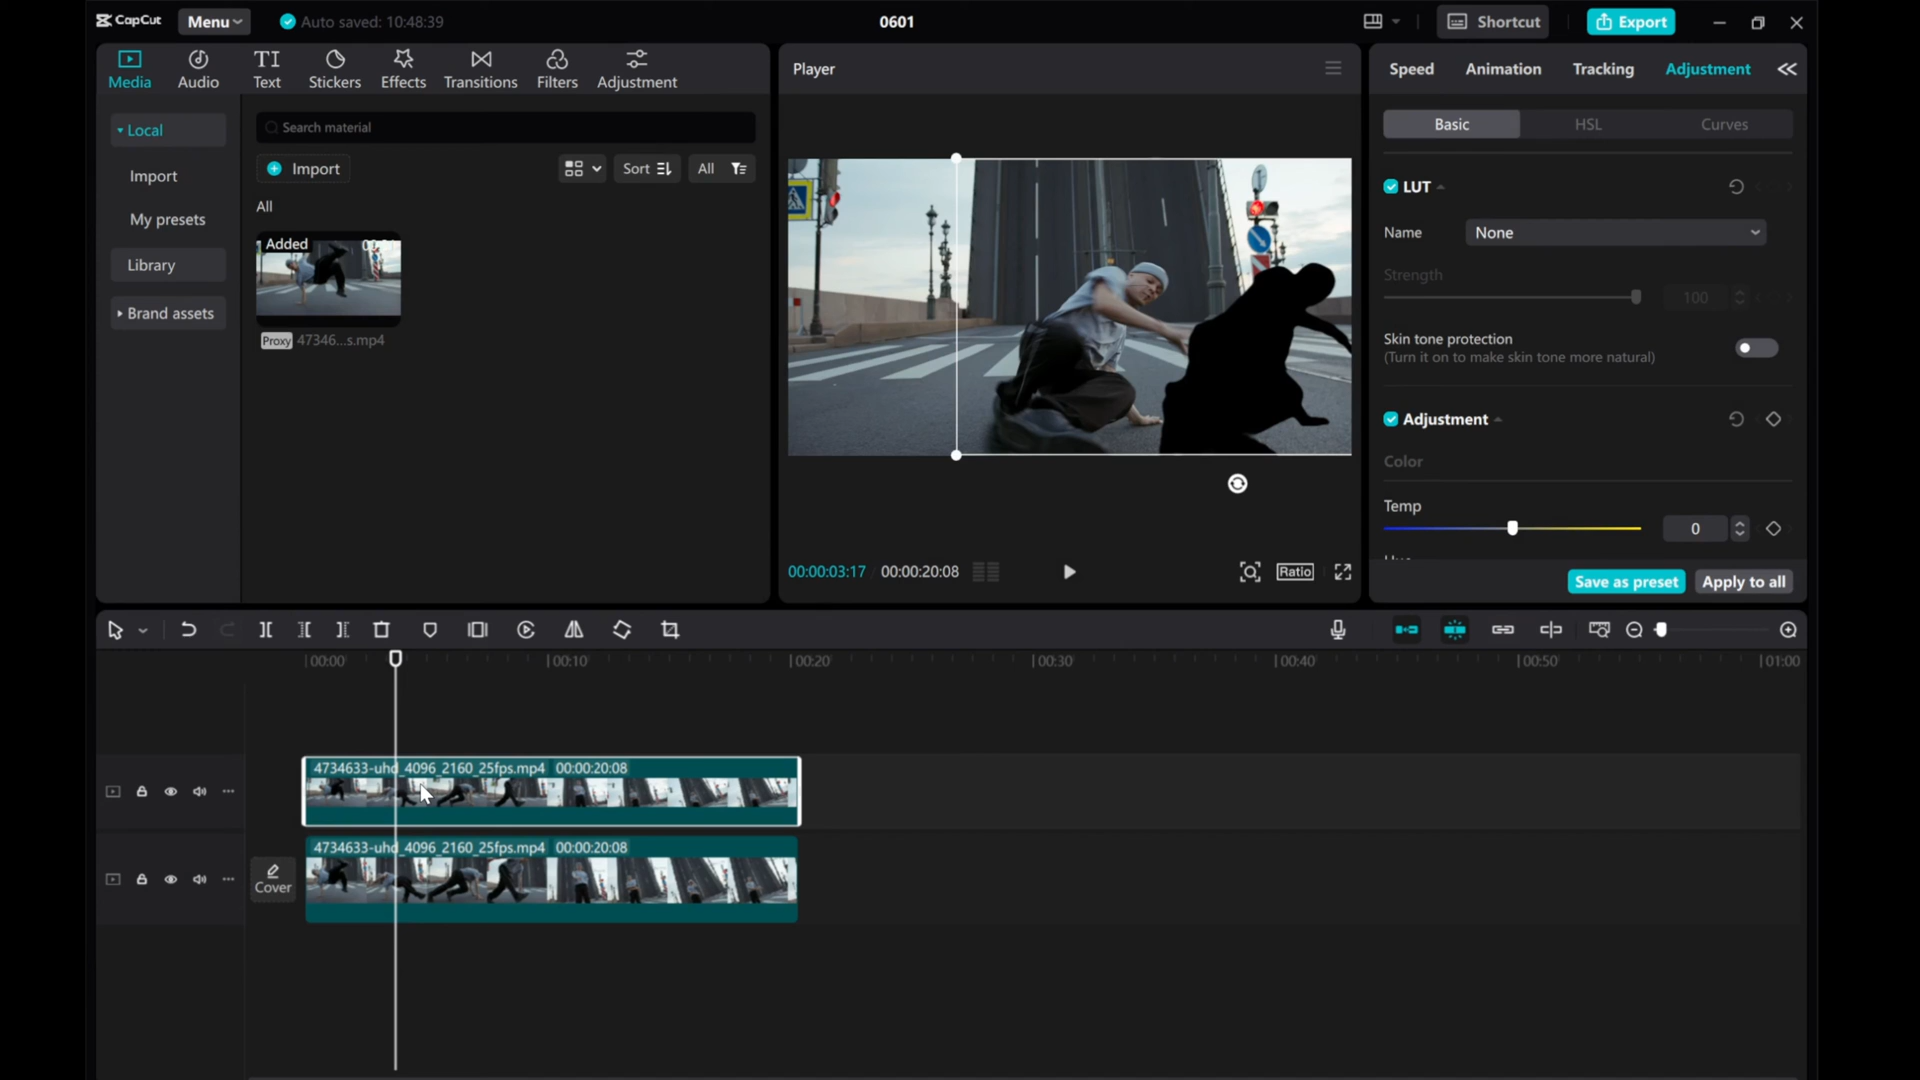 CapCut Menu Auto saved: 10:48:39 0601 Shortcut Export
Media Audio Text Stickers Effects Transitions Filters Adjustment
Local
Import
My presets
Library
Brand assets
Search material
Import Sort All
All
Added
Proxy 47346...s.mp4
Player
00:00:03:17 00:00:20:08 Ratio
Speed Animation Tracking Adjustment
Basic HSL Curves
LUT
Name None
Strength
100
Skin tone protection
(Turn it on to make skin tone more natural)
Adjustment
Color
Temp
0
Save as preset Apply to all
00:00 00:10 00:20 00:30 00:40 00:50 01:00
4734633-uhd_4096_2160_25fps.mp4 00:00:20:08
4734633-uhd_4096_2160_25fps.mp4 00:00:20:08
Cover